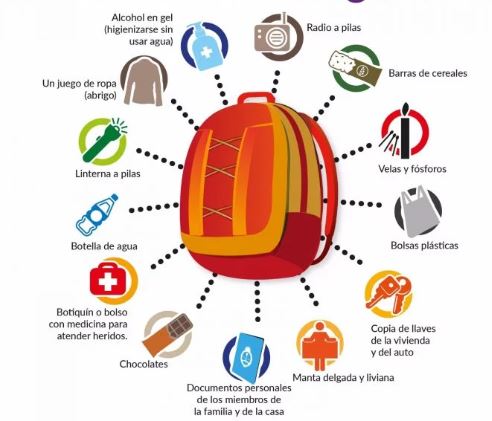 Alcohol en gel
(higienizarse sin
usar agua)
Radio a pilas
Barras de cereales
Un juego de ropa
(abrigo)
Velas y fósforos
Linterna a pilas
Botella de agua
Bolsas plásticas
Botiquín o bolso
con medicina para
atender heridos.
Copia de llaves
de la vivienda
y del auto
Chocolates
Manta delgada y liviana
Documentos personales
de los miembros de
la familia y de la casa